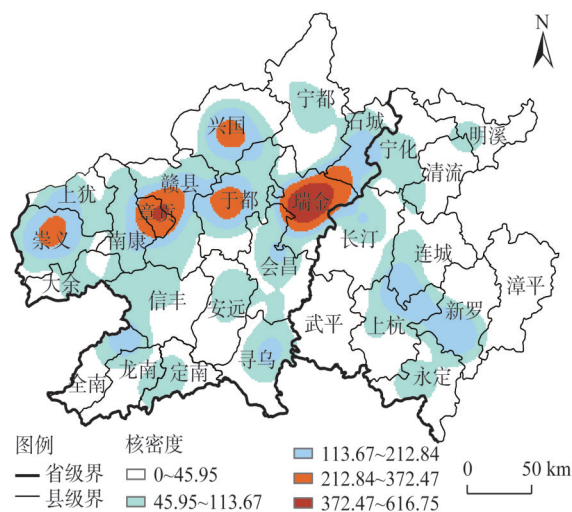 N
宁都
石城
兴国
明溪
宁化
清流
赣县
上犹
于都
瑞金
章贡
崇义
南康
长汀
连城
会昌
大余
信丰
安远
漳平
新罗
武平
上杭
寻乌
龙南
定南
全南
永定
图例
核密度
省级界
县级界
0~45.95
45.95~113.67
113.67~212.84
212.84~372.47
372.47~616.75
0 50 km